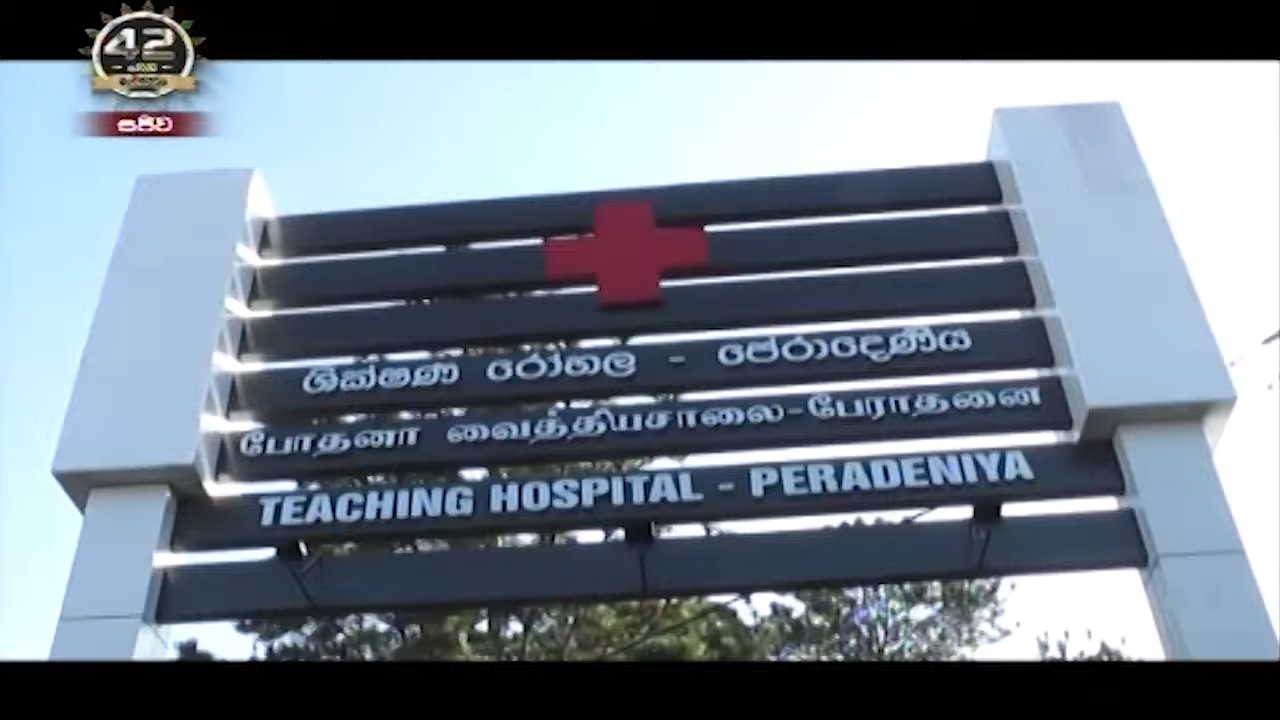 42
සජීව
ශික්ෂණ රෝහල - පේරාදෙණිය
போதனா வைத்தியசாலை-பேராதனை
TEACHING HOSPITAL - PERADENIYA